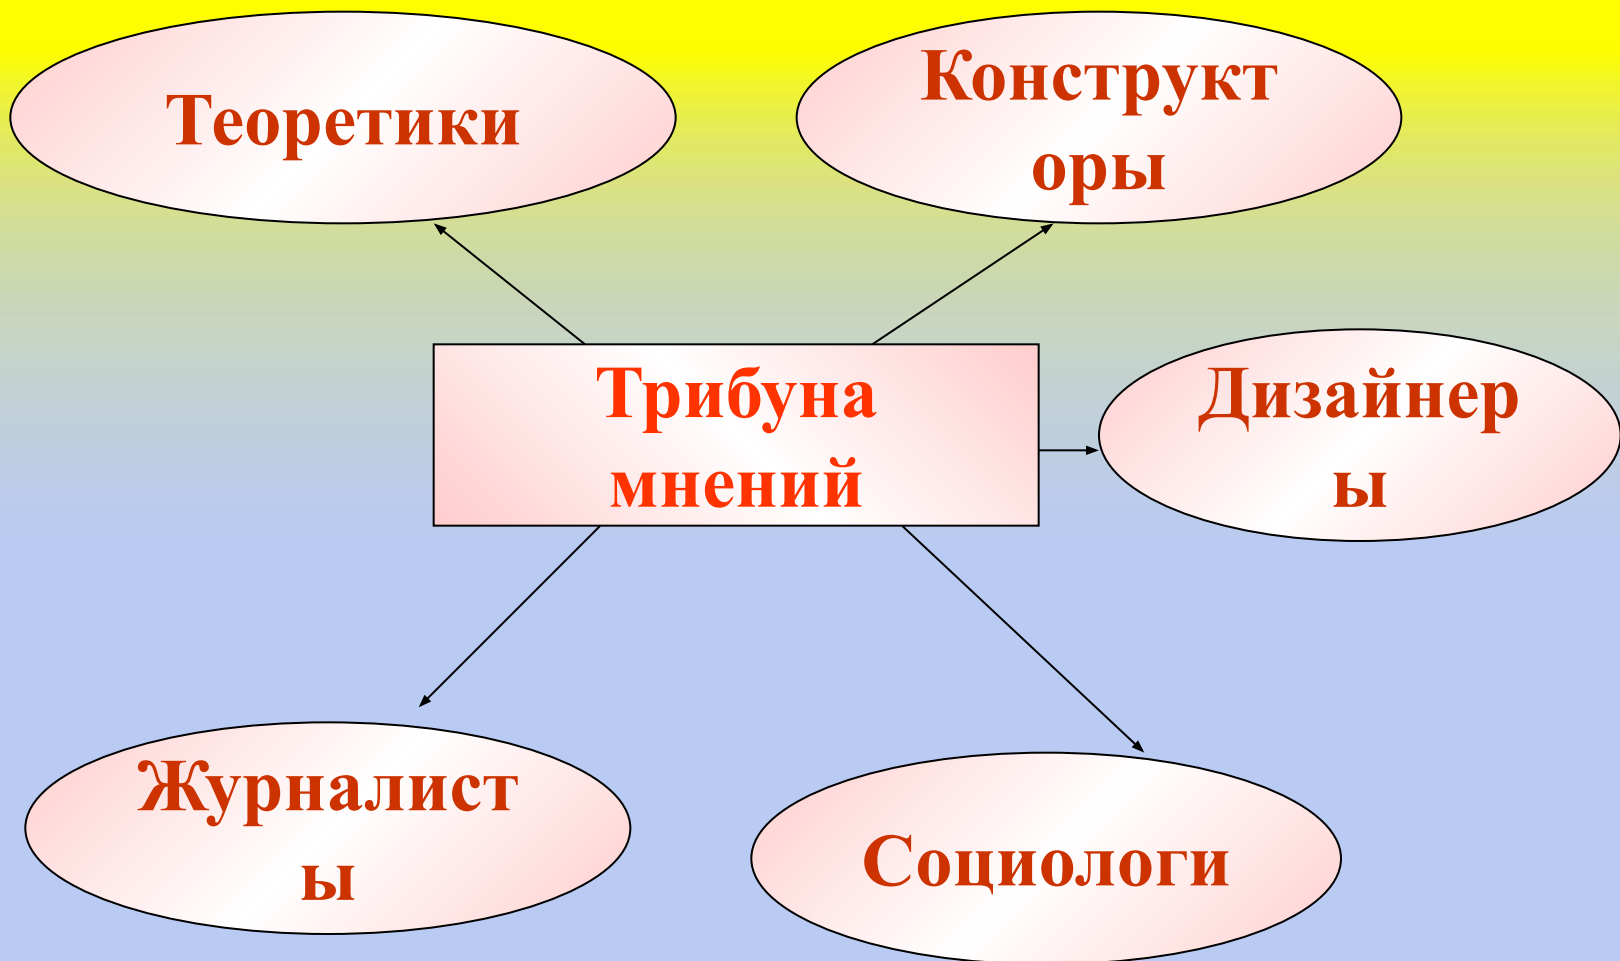 Теоретики
Конструкт
оры
Трибуна
мнений
Дизайнер
ы
Журналист
ы
Социологи